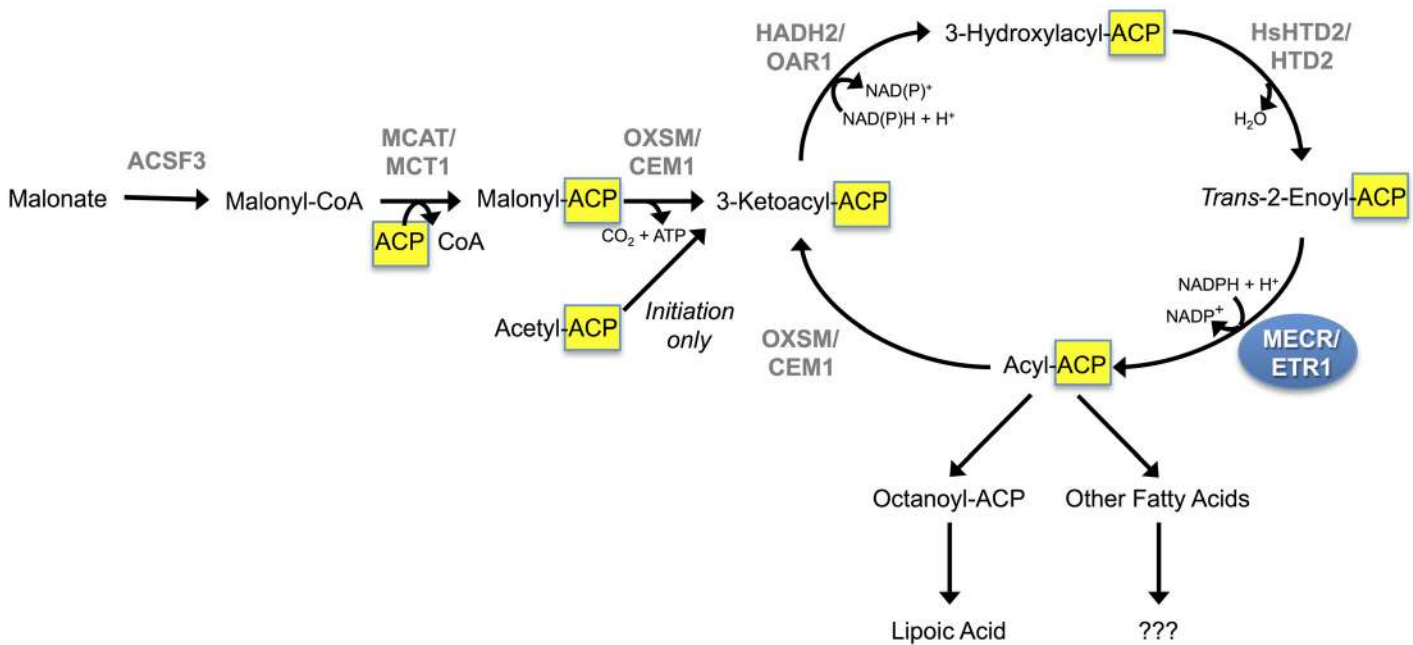 HADH2/
OAR1
3-Hydroxylacyl-ACP
HsHTD2/
HTD2
NAD(P)⁺
NAD(P)H + H⁺
H₂O
ACSF3
MCAT/
MCT1
OXSM/
CEM1
Malonate
Malonyl-CoA
Malonyl-ACP
3-Ketoacyl-ACP
Trans-2-Enoyl-ACP
ACP
CoA
CO₂ + ATP
Acetyl-ACP
Initiation
only
NADPH + H⁺
NADP⁺
OXSM/
CEM1
Acyl-ACP
MECR/
ETR1
Octanoyl-ACP
Other Fatty Acids
Lipoic Acid
???